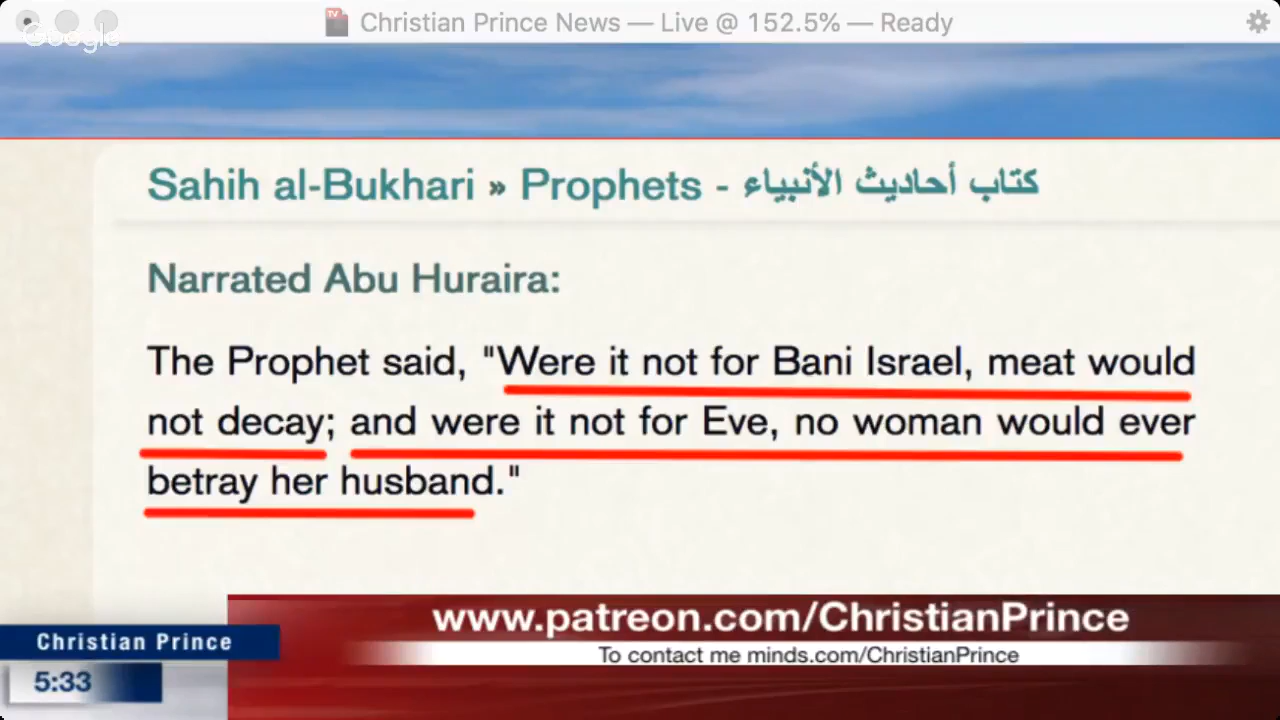 Christian Prince News — Live @ 152.5% — Ready
Google
Sahih al-Bukhari » Prophets - كتاب أحاديث الأنبياء
Narrated Abu Huraira:
The Prophet said, "Were it not for Bani Israel, meat would
not decay; and were it not for Eve, no woman would ever
betray her husband."
www.patreon.com/ChristianPrince
Christian Prince
To contact me minds.com/ChristianPrince
5:33